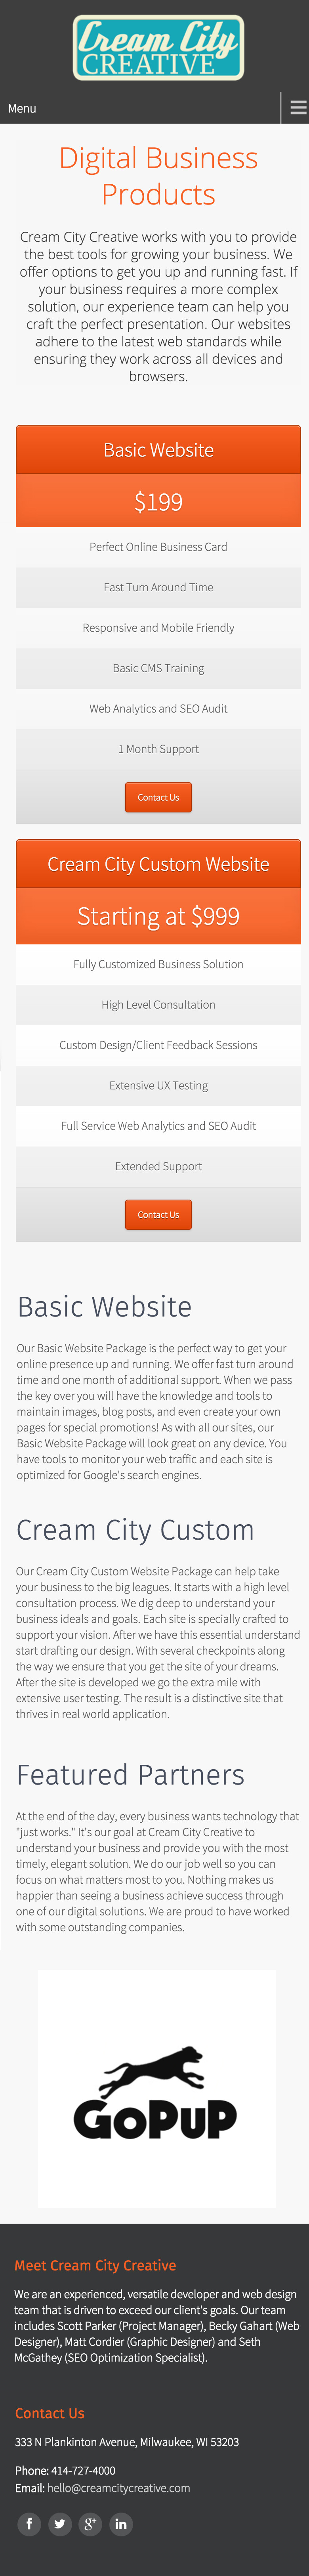 Cream City
CREATIVE
Menu
Digital Business
Products
Cream City Creative works with you to provide
the best tools for growing your business. We
offer options to get you up and running fast. If
your business requires a more complex
solution, our experience team can help you
craft the perfect presentation. Our websites
adhere to the latest web standards while
ensuring they work across all devices and
browsers.
Basic Website
$199
Perfect Online Business Card
Fast Turn Around Time
Responsive and Mobile Friendly
Basic CMS Training
Web Analytics and SEO Audit
1 Month Support
Contact Us
Cream City Custom Website
Starting at $999
Fully Customized Business Solution
High Level Consultation
Custom Design/Client Feedback Sessions
Extensive UX Testing
Full Service Web Analytics and SEO Audit
Extended Support
Contact Us
Basic Website
Our Basic Website Package is the perfect way to get your
online presence up and running. We offer fast turn around
time and one month of additional support. When we pass
the key over you will have the knowledge and tools to
maintain images, blog posts, and even create your own
pages for special promotions! As with all our sites, our
Basic Website Package will look great on any device. You
have tools to monitor your web traffic and each site is
optimized for Google's search engines.
Cream City Custom
Our Cream City Custom Website Package can help take
your business to the big leagues. It starts with a high level
consultation process. We dig deep to understand your
business ideals and goals. Each site is specially crafted to
support your vision. After we have this essential understand
start drafting our design. With several checkpoints along
the way we ensure that you get the site of your dreams.
After the site is developed we go the extra mile with
extensive user testing. The result is a distinctive site that
thrives in real world application.
Featured Partners
At the end of the day, every business wants technology that
"just works." It's our goal at Cream City Creative to
understand your business and provide you with the most
timely, elegant solution. We do our job well so you can
focus on what matters most to you. Nothing makes us
happier than seeing a business achieve success through
one of our digital solutions. We are proud to have worked
with some outstanding companies.
GoPuP
Meet Cream City Creative
We are an experienced, versatile developer and web design
team that is driven to exceed our client's goals. Our team
includes Scott Parker (Project Manager), Becky Gahart (Web
Designer), Matt Cordier (Graphic Designer) and Seth
McGathey (SEO Optimization Specialist).
Contact Us
333 N Plankinton Avenue, Milwaukee, WI 53203
Phone: 414-727-4000
Email: hello@creamcitycreative.com